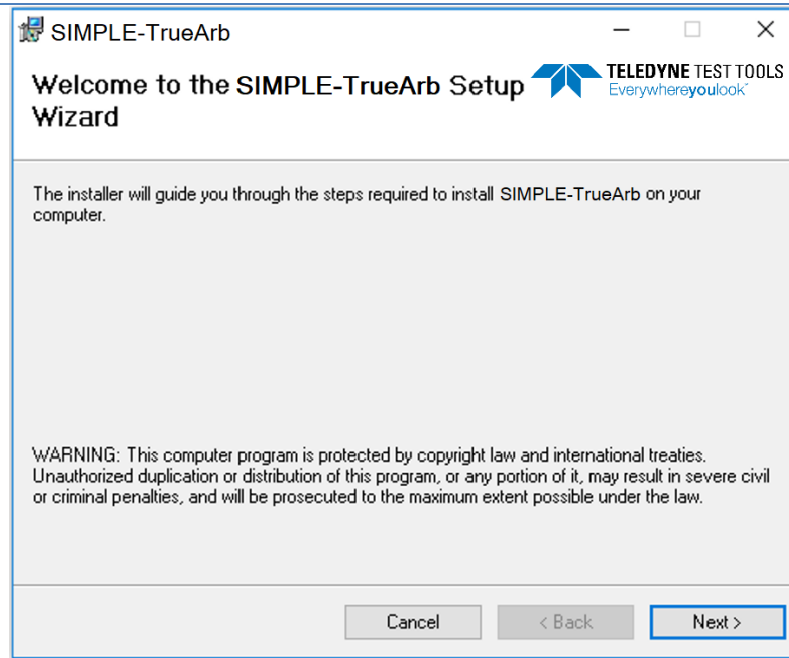 SIMPLE-TrueArb
Welcome to the SIMPLE-TrueArb Setup
Wizard
TELEDYNE TEST TOOLS
Everywhereyoulook™
The installer will guide you through the steps required to install SIMPLE-TrueArb on your
computer.
WARNING: This computer program is protected by copyright law and international treaties.
Unauthorized duplication or distribution of this program, or any portion of it, may result in severe civil
or criminal penalties, and will be prosecuted to the maximum extent possible under the law.
Cancel
< Back
Next >